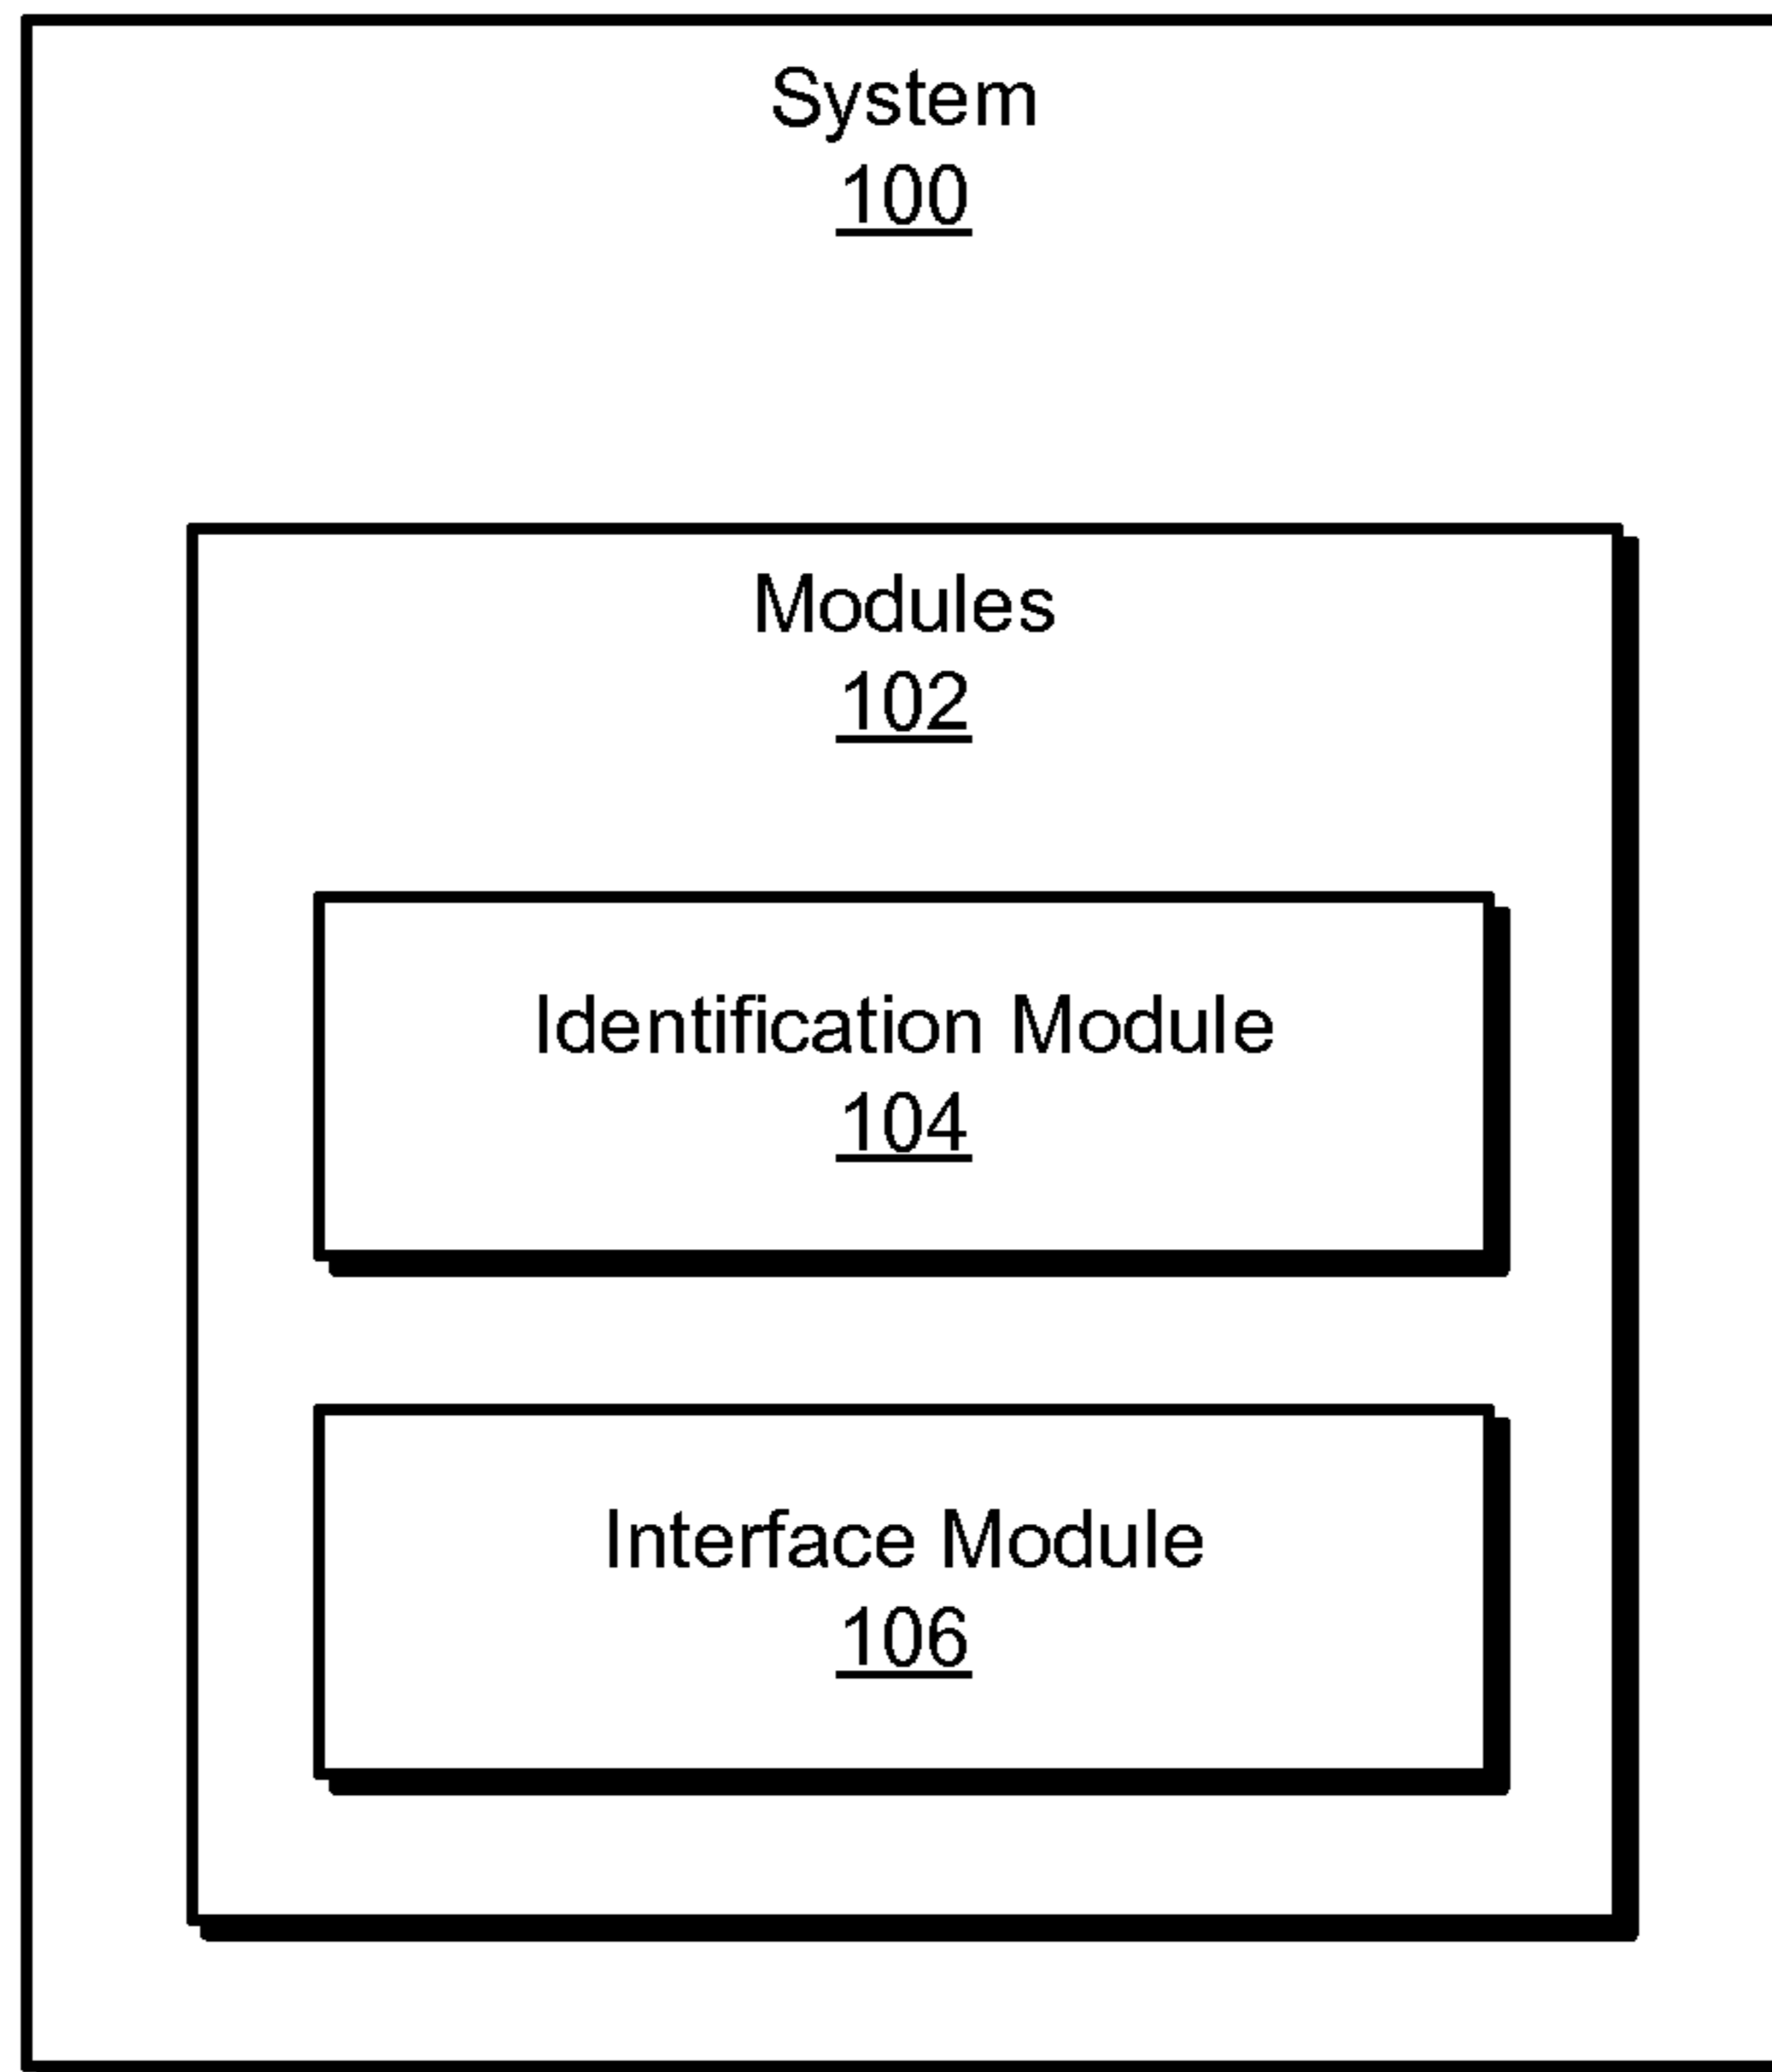 System
100
Modules
102
Identification Module
104
Interface Module
106